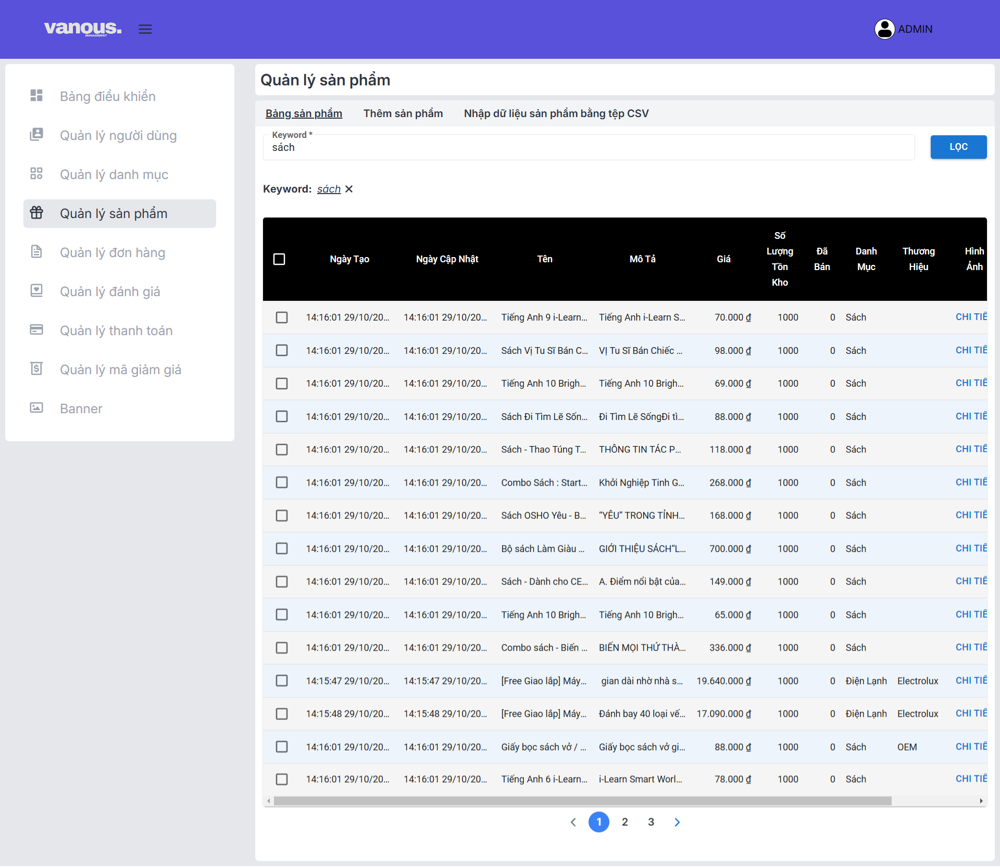 vanous.
MANAGEMENT
ADMIN
Bảng điều khiển
Quản lý người dùng
Quản lý danh mục
Quản lý sản phẩm
Quản lý đơn hàng
Quản lý đánh giá
Quản lý thanh toán
Quản lý mã giảm giá
Banner
Quản lý sản phẩm
Bảng sản phẩm Thêm sản phẩm Nhập dữ liệu sản phẩm bằng tệp CSV
Keyword *
sách
LỌC
Keyword: sách
Ngày Tạo Ngày Cập Nhật Tên Mô Tả Giá Số Lượng Tồn Kho Đã Bán Danh Mục Thương Hiệu Hình Ảnh
14:16:01 29/10/20... 14:16:01 29/10/20... Tiếng Anh 9 i-Learn... Tiếng Anh i-Learn S... 70.000 ₫ 1000 0 Sách CHI TIẾ
14:16:01 29/10/20... 14:16:01 29/10/20... Sách Vị Tu Sĩ Bán C... VỊ Tu Sĩ Bán Chiếc ... 98.000 ₫ 1000 0 Sách CHI TIẾ
14:16:01 29/10/20... 14:16:01 29/10/20... Tiếng Anh 10 Brigh... Tiếng Anh 10 Brigh... 69.000 ₫ 1000 0 Sách CHI TIẾ
14:16:01 29/10/20... 14:16:01 29/10/20... Sách Đi Tìm Lẽ Sốn... Đi Tìm Lẽ SốngĐi tì... 88.000 ₫ 1000 0 Sách CHI TIẾ
14:16:01 29/10/20... 14:16:01 29/10/20... Sách - Thao Túng T... THÔNG TIN TÁC P... 118.000 ₫ 1000 0 Sách CHI TIẾ
14:16:01 29/10/20... 14:16:01 29/10/20... Combo Sách : Start... Khởi Nghiệp Tinh G... 268.000 ₫ 1000 0 Sách CHI TIẾ
14:16:01 29/10/20... 14:16:01 29/10/20... Sách OSHO Yêu - B... “YÊU” TRONG TỈNH... 168.000 ₫ 1000 0 Sách CHI TIẾ
14:16:01 29/10/20... 14:16:01 29/10/20... Bộ sách Làm Giàu ... GIỚI THIỆU SÁCH“L... 700.000 ₫ 1000 0 Sách CHI TIẾ
14:16:01 29/10/20... 14:16:01 29/10/20... Sách - Dành cho CE... A. Điểm nổi bật của... 149.000 ₫ 1000 0 Sách CHI TIẾ
14:16:01 29/10/20... 14:16:01 29/10/20... Tiếng Anh 10 Brigh... Tiếng Anh 10 Brigh... 65.000 ₫ 1000 0 Sách CHI TIẾ
14:16:01 29/10/20... 14:16:01 29/10/20... Combo sách - Biến ... BIẾN MỌI THỨ THÀ... 336.000 ₫ 1000 0 Sách CHI TIẾ
14:15:47 29/10/20... 14:15:47 29/10/20... [Free Giao lắp] Máy... gian dài nhờ nhà s... 19.640.000 ₫ 1000 0 Điện Lạnh Electrolux CHI TIẾ
14:15:48 29/10/20... 14:15:48 29/10/20... [Free Giao lắp] Máy... Đánh bay 40 loại vế... 17.090.000 ₫ 1000 0 Điện Lạnh Electrolux CHI TIẾ
14:16:01 29/10/20... 14:16:01 29/10/20... Giấy bọc sách vở / ... Giấy bọc sách vở gi... 88.000 ₫ 1000 0 Sách OEM CHI TIẾ
14:16:01 29/10/20... 14:16:01 29/10/20... Tiếng Anh 6 i-Learn... i-Learn Smart Worl... 78.000 ₫ 1000 0 Sách CHI TIẾ
1 2 3